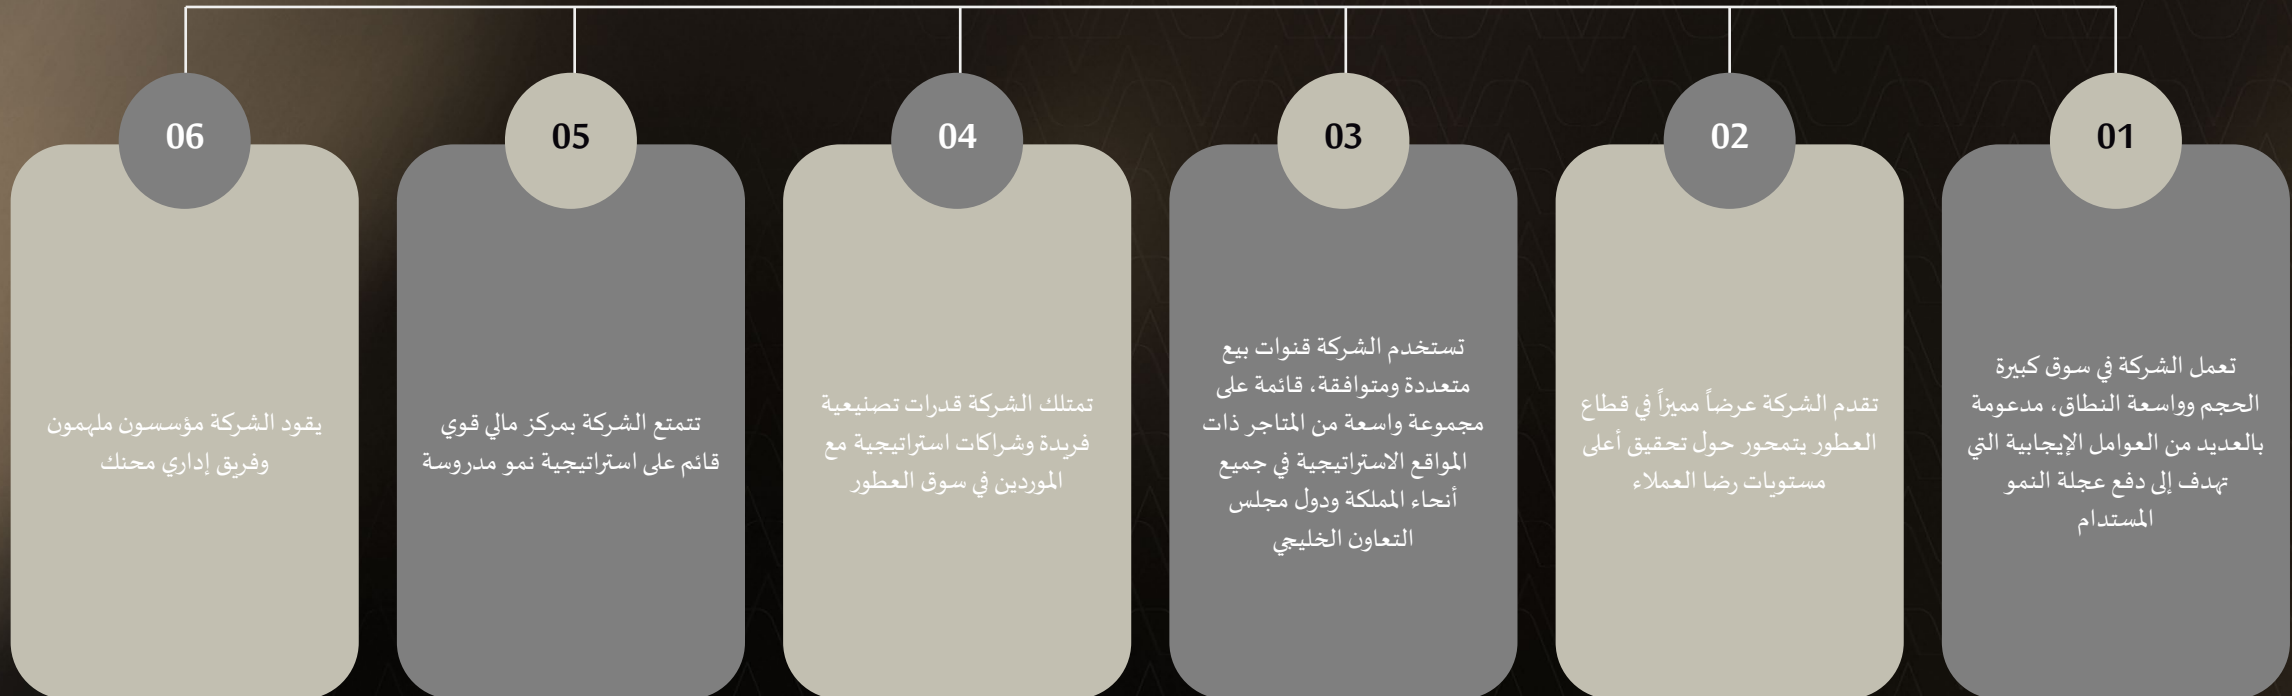 01
تعمل الشركة في سوق كبيرة
الحجم وواسعة النطاق، مدعومة
بالعديد من العوامل الإيجابية التي
تهدف إلى دفع عجلة النمو
المستدام
02
تقدم الشركة عرضاً مميزاً في قطاع
العطور يتمحور حول تحقيق أعلى
مستويات رضا العملاء
03
تستخدم الشركة قنوات بيع
متعددة ومتوافقة، قائمة على
مجموعة واسعة من المتاجر ذات
المواقع الاستراتيجية في جميع
أنحاء المملكة ودول مجلس
التعاون الخليجي
04
تمتلك الشركة قدرات تصنيعية
فريدة وشراكات استراتيجية مع
الموردين في سوق العطور
05
تتمتع الشركة بمركز مالي قوي
قائم على استراتيجية نمو مدروسة
06
يقود الشركة مؤسسون ملهمون
وفريق إداري محنك